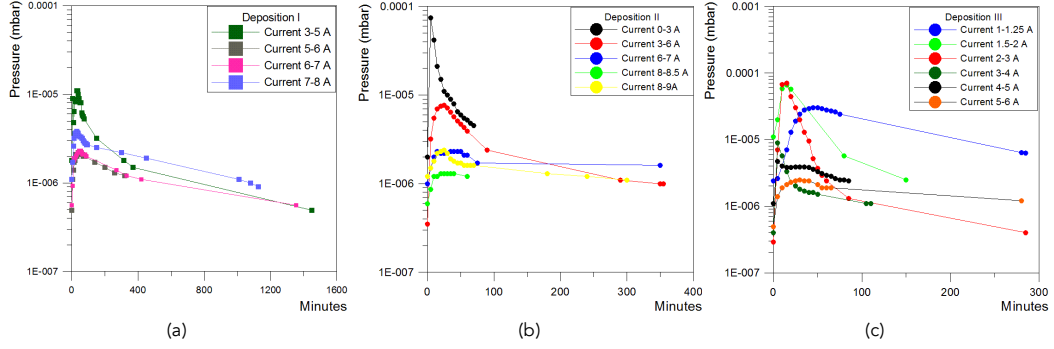 Pressure (mbar)
1E-004
1E-005
1E-006
1E-007
0
400
800
1200
1600
Minutes
Deposition I
Current 3-5 A
Current 5-6 A
Current 6-7 A
Current 7-8 A
(a)
Pressure (mbar)
0.0001
1E-005
1E-006
1E-007
0
100
200
300
400
Minutes
Deposition II
Current 0-3 A
Current 3-6 A
Current 6-7 A
Current 8-8.5 A
Current 8-9A
(b)
Pressure (mbar)
0.001
0.0001
1E-005
1E-006
1E-007
0
100
200
300
Minutes
Deposition III
Current 1-1.25 A
Current 1.5-2 A
Current 2-3 A
Current 3-4 A
Current 4-5 A
Current 5-6 A
(c)